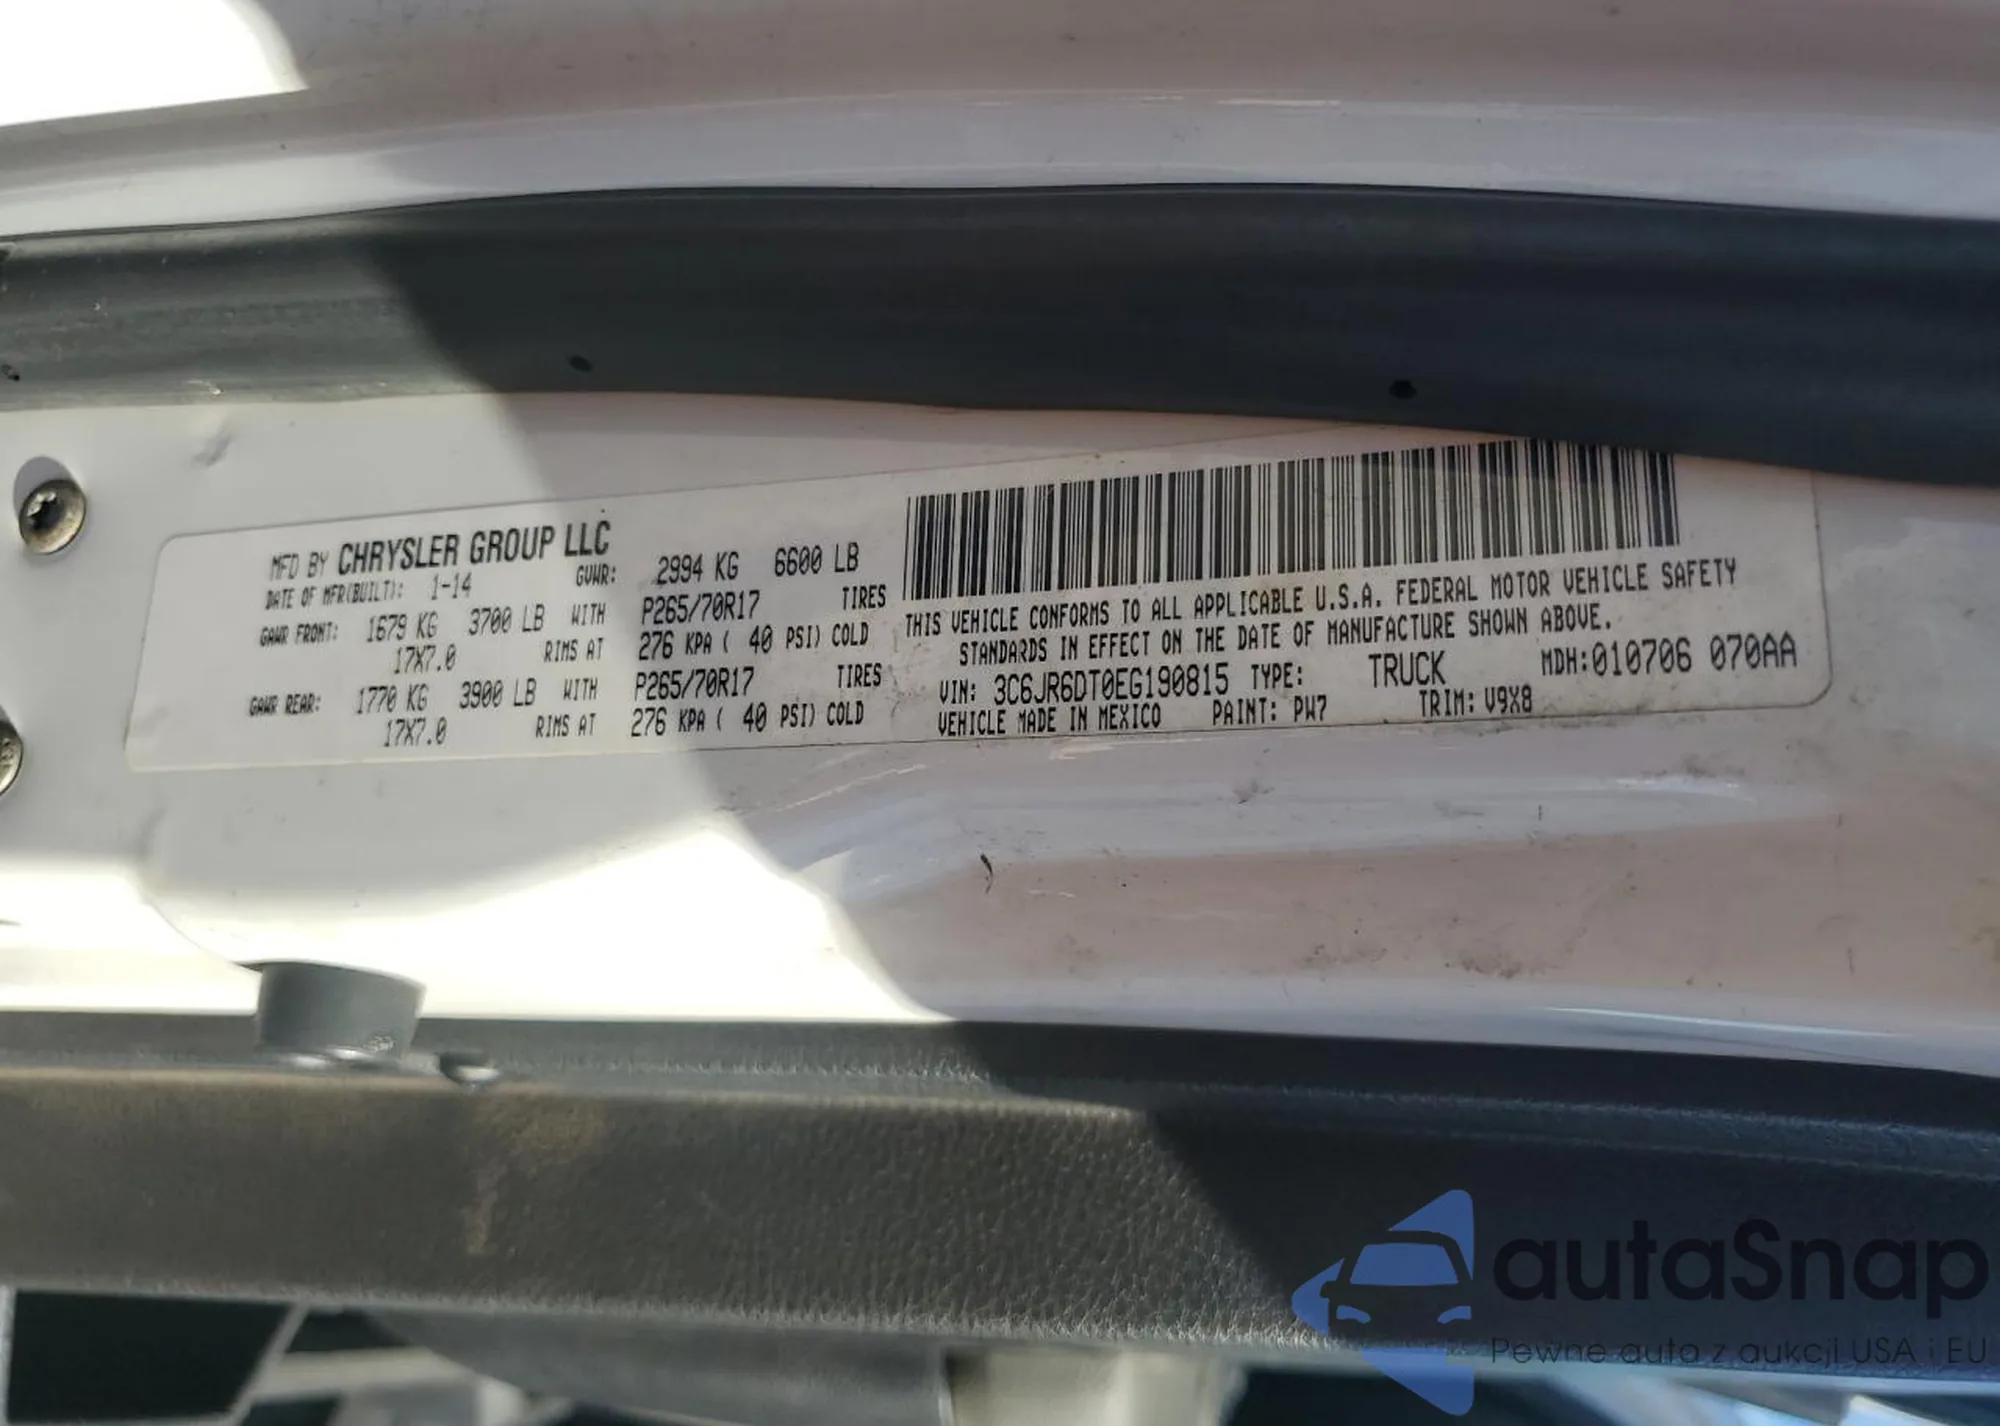 MFD BY CHRYSLER GROUP LLC
DATE OF MFR(BUILT): 1-14 GVWR: 2994 KG 6600 LB
GAWR FRONT: 1679 KG 3700 LB WITH P265/70R17 TIRES
17X7.0 RIMS AT 276 KPA ( 40 PSI) COLD
GAWR REAR: 1770 KG 3900 LB WITH P265/70R17 TIRES
17X7.0 RIMS AT 276 KPA ( 40 PSI) COLD
THIS VEHICLE CONFORMS TO ALL APPLICABLE U.S.A. FEDERAL MOTOR VEHICLE SAFETY
STANDARDS IN EFFECT ON THE DATE OF MANUFACTURE SHOWN ABOVE.
VIN: 3C6JR6DT0EG190815 TYPE: TRUCK MDH:010706 070AA
VEHICLE MADE IN MEXICO PAINT: PW7 TRIM: V9X8
autaSnap
Pewne auta z aukcji USA i EU